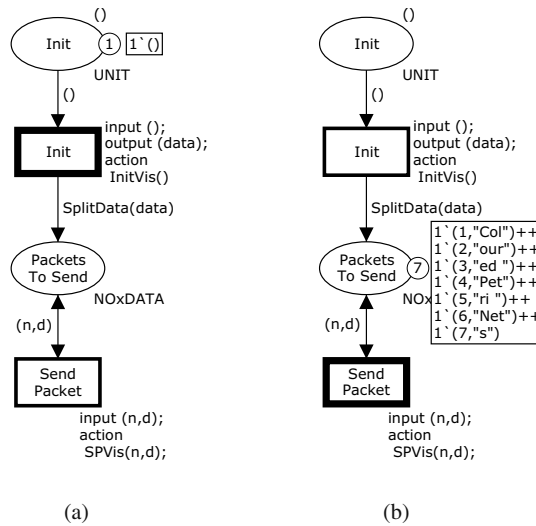 ()
Init
1
1`()
UNIT
()
Init
input ();
output (data);
action
InitVis()
SplitData(data)
Packets
To Send
NOxDATA
(n,d)
Send
Packet
input (n,d);
action
SPVis(n,d);
(a)
()
Init
UNIT
()
Init
input ();
output (data);
action
InitVis()
SplitData(data)
Packets
To Send
7
1`(1,"Col")++
1`(2,"our")++
1`(3,"ed ")++
1`(4,"Pet")++
1`(5,"ri ")++
1`(6,"Net")++
1`(7,"s")
NOx
(n,d)
Send
Packet
input (n,d);
action
SPVis(n,d);
(b)